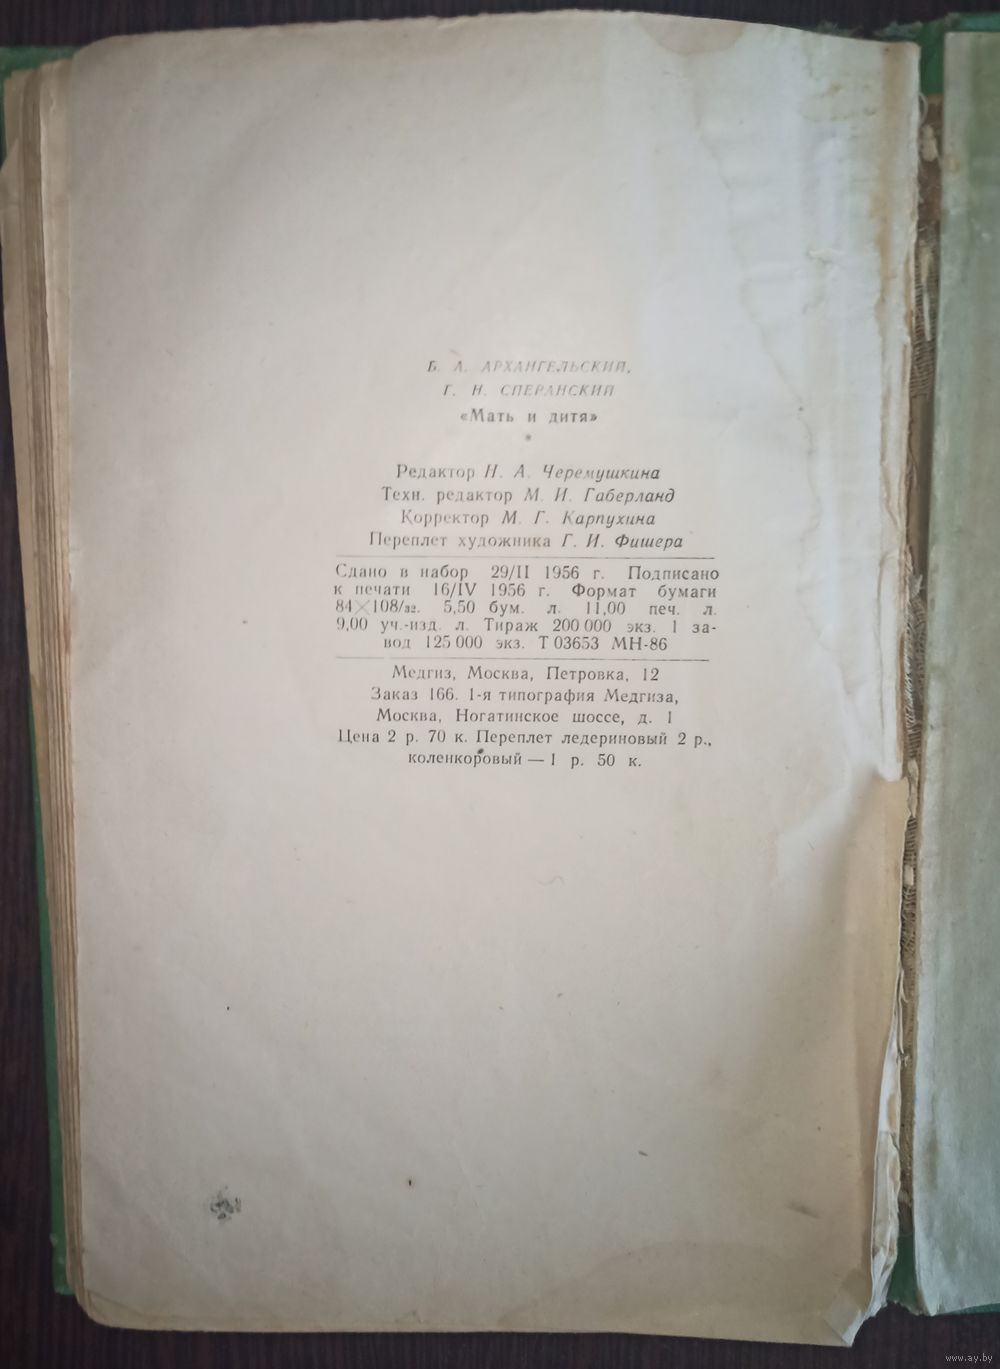 Б. А. АРХАНГЕЛЬСКИЙ,
Г. Н. СПЕРАНСКИЙ
«Мать и дитя»
*
Редактор Н. А. Черемушкина
Техн. редактор М. И. Габерланд
Корректор М. Г. Карпухина
Переплет художника Г. И. Фишера
Сдано в набор 29/II 1956 г. Подписано
к печати 16/IV 1956 г. Формат бумаги
84×108/32. 5,50 бум. л. 11,00 печ. л.
9,00 уч.-изд. л. Тираж 200 000 экз. 1 за-
вод 125 000 экз. Т 03653 МН-86
Медгиз, Москва, Петровка, 12
Заказ 166. 1-я типография Медгиза,
Москва, Ногатинское шоссе, д. 1
Цена 2 р. 70 к. Переплет ледериновый 2 р.,
коленкоровый — 1 р. 50 к.
www.ay.by